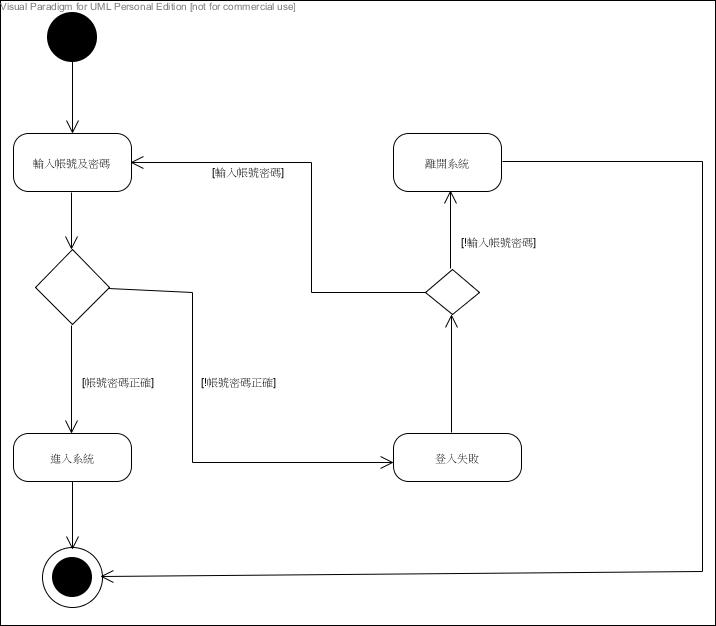 Visual Paradigm for UML Personal Edition [not for commercial use]
輸入帳號及密碼
離開系統
[輸入帳號密碼]
[!輸入帳號密碼]
[帳號密碼正確]
[!帳號密碼正確]
進入系統
登入失敗